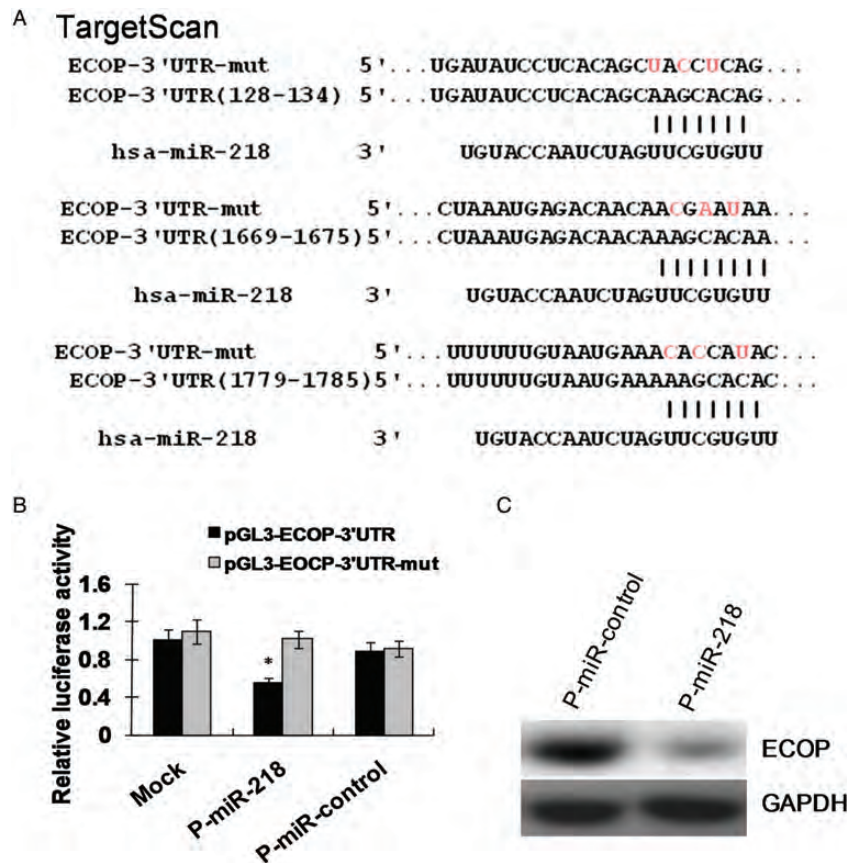 A
TargetScan
ECOP-3'UTR-mut 5'...UGAUAUCCUCACAGCUACCUCAG...
ECOP-3'UTR(128-134) 5'...UGAUAUCCUCACAGCAAGCACAG...
hsa-miR-218 3' UGUACCAAUCUAGUUCGUGUU
ECOP-3'UTR-mut 5'...CUAAAUGAGACAACAACGAAUAA...
ECOP-3'UTR(1669-1675)5'...CUAAAUGAGACAACAAAGCACAA...
hsa-miR-218 3' UGUACCAAUCUAGUUCGUGUU
ECOP-3'UTR-mut 5'...UUUUUUGUAAUGAAACACCAUAC...
ECOP-3'UTR(1779-1785)5'...UUUUUUGUAAUGAAAAAGCACAC...
hsa-miR-218 3' UGUACCAAUCUAGUUCGUGUU
B
pGL3-ECOP-3'UTR
pGL3-EOCP-3'UTR-mut
Relative luciferase activity
1.6
1.2
0.8
0.4
0
*
Mock
P-miR-218
P-miR-control
C
P-miR-control
P-miR-218
ECOP
GAPDH